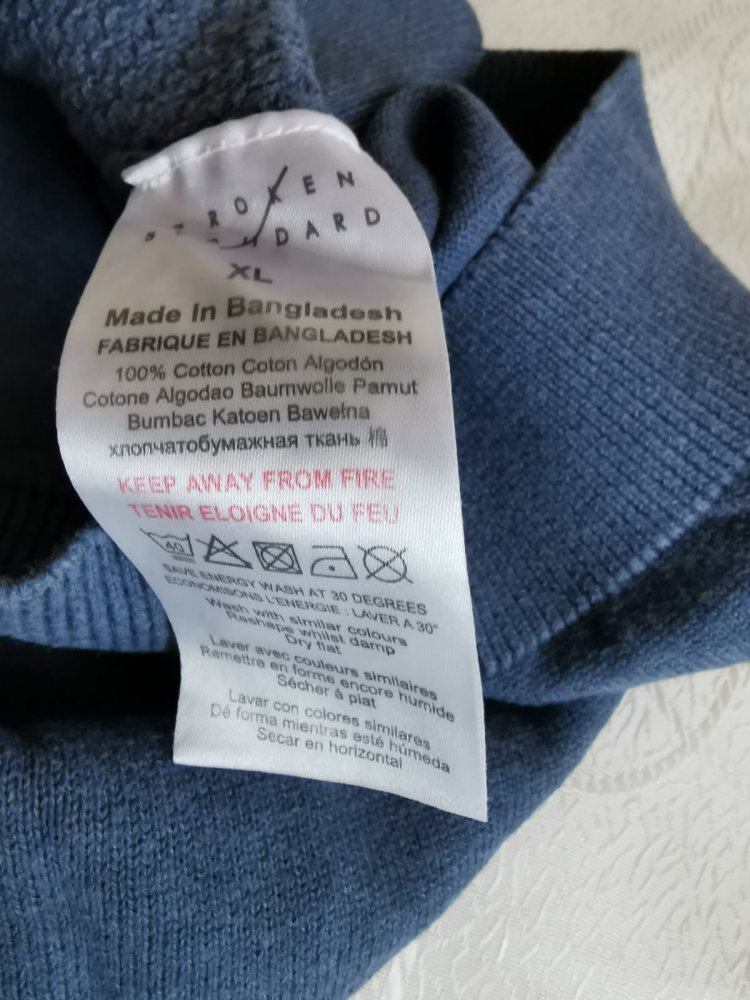 BROKEN
STANDARD
XL
Made In Bangladesh
FABRIQUE EN BANGLADESH
100% Cotton Coton Algodón
Cotone Algodao Baumwolle Pamut
Bumbac Katoen Bawełna
хлопчатобумажная ткань 棉
KEEP AWAY FROM FIRE
TENIR ELOIGNE DU FEU
40
SAVE ENERGY WASH AT 30 DEGREES
ECONOMISONS L'ENERGIE : LAVER A 30°
Wash with similar colours
Reshape whilst damp
Dry flat
Laver avec couleurs similaires
Remettre en forme encore humide
Sécher à plat
Lavar con colores similares
Dé forma mientras esté húmeda
Secar en horizontal